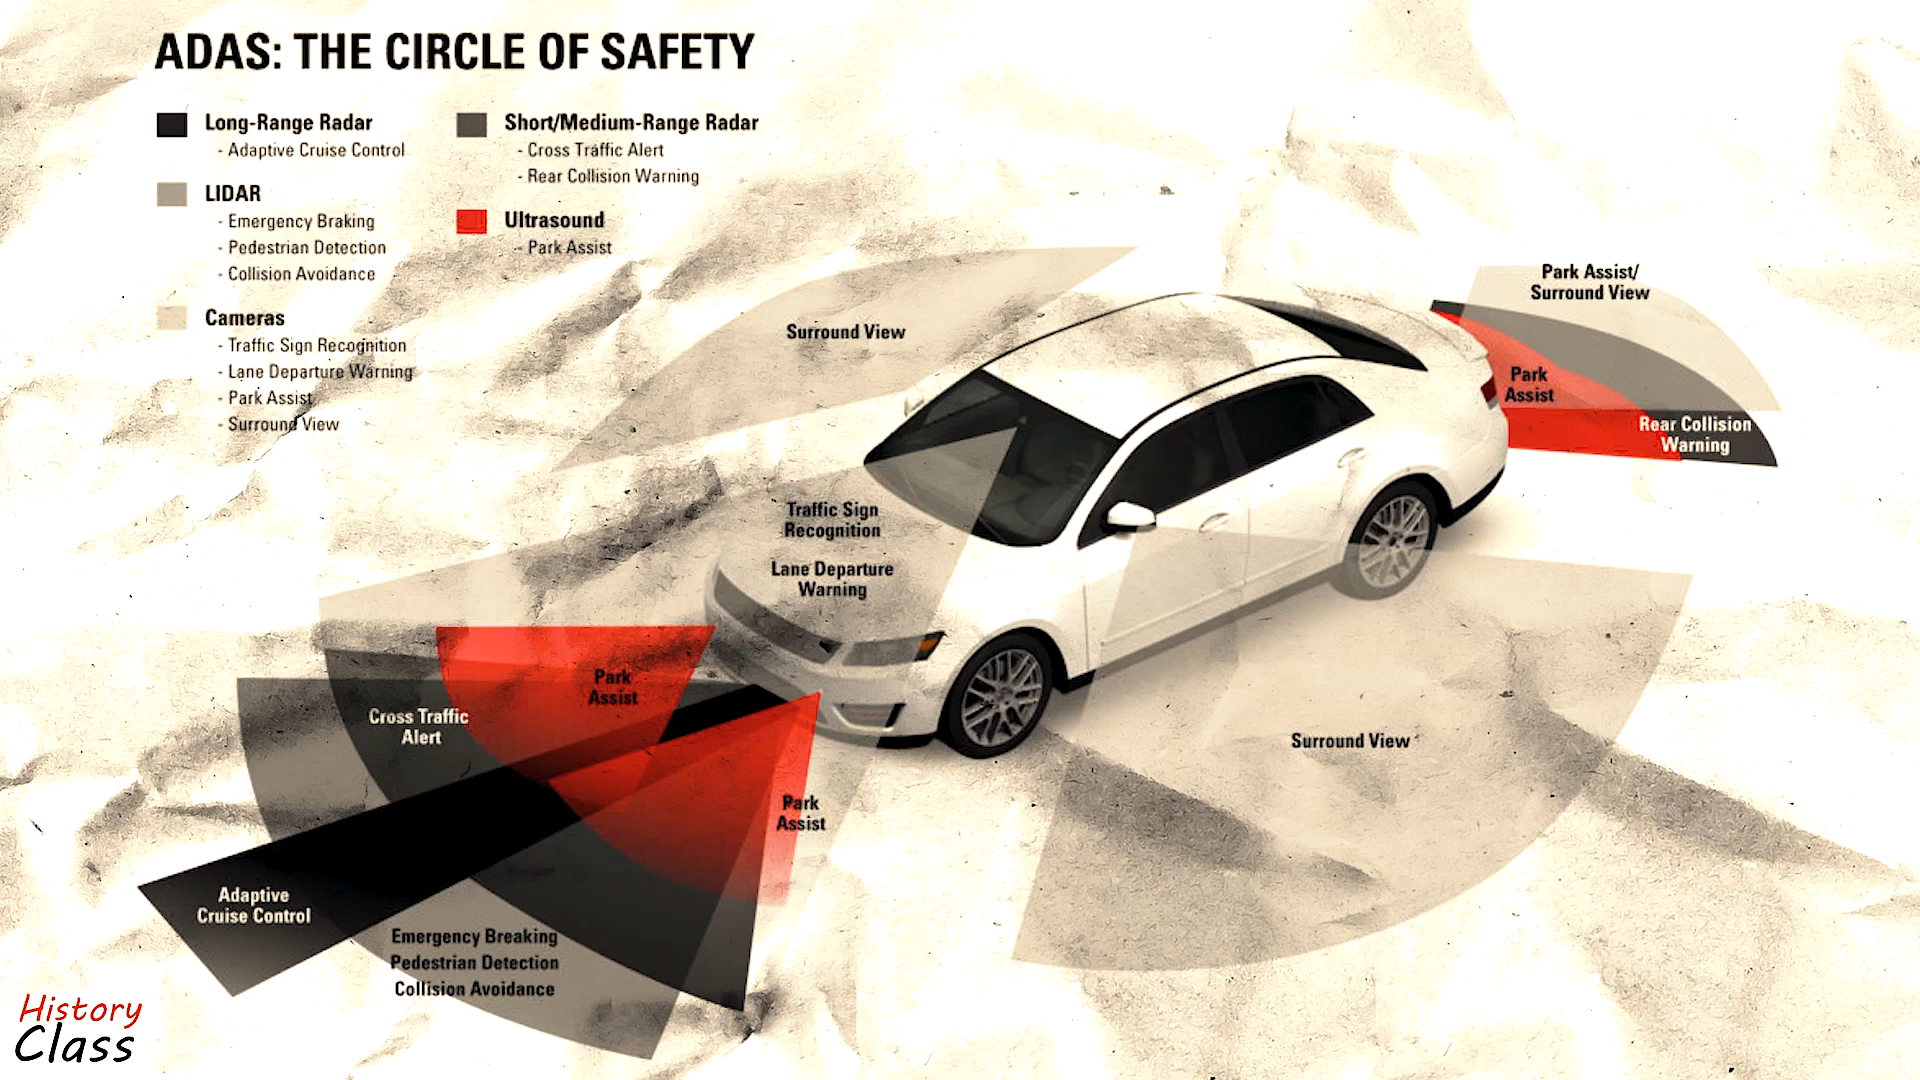 ADAS: THE CIRCLE OF SAFETY
Long-Range Radar
- Adaptive Cruise Control
LIDAR
- Emergency Braking
- Pedestrian Detection
- Collision Avoidance
Cameras
- Traffic Sign Recognition
- Lane Departure Warning
- Park Assist
- Surround View
Short/Medium-Range Radar
- Cross Traffic Alert
- Rear Collision Warning
Ultrasound
- Park Assist
Surround View
Park Assist/
Surround View
Park
Assist
Rear Collision
Warning
Traffic Sign
Recognition
Lane Departure
Warning
Park
Assist
Cross Traffic
Alert
Surround View
Park
Assist
Adaptive
Cruise Control
Emergency Breaking
Pedestrian Detection
Collision Avoidance
History
Class